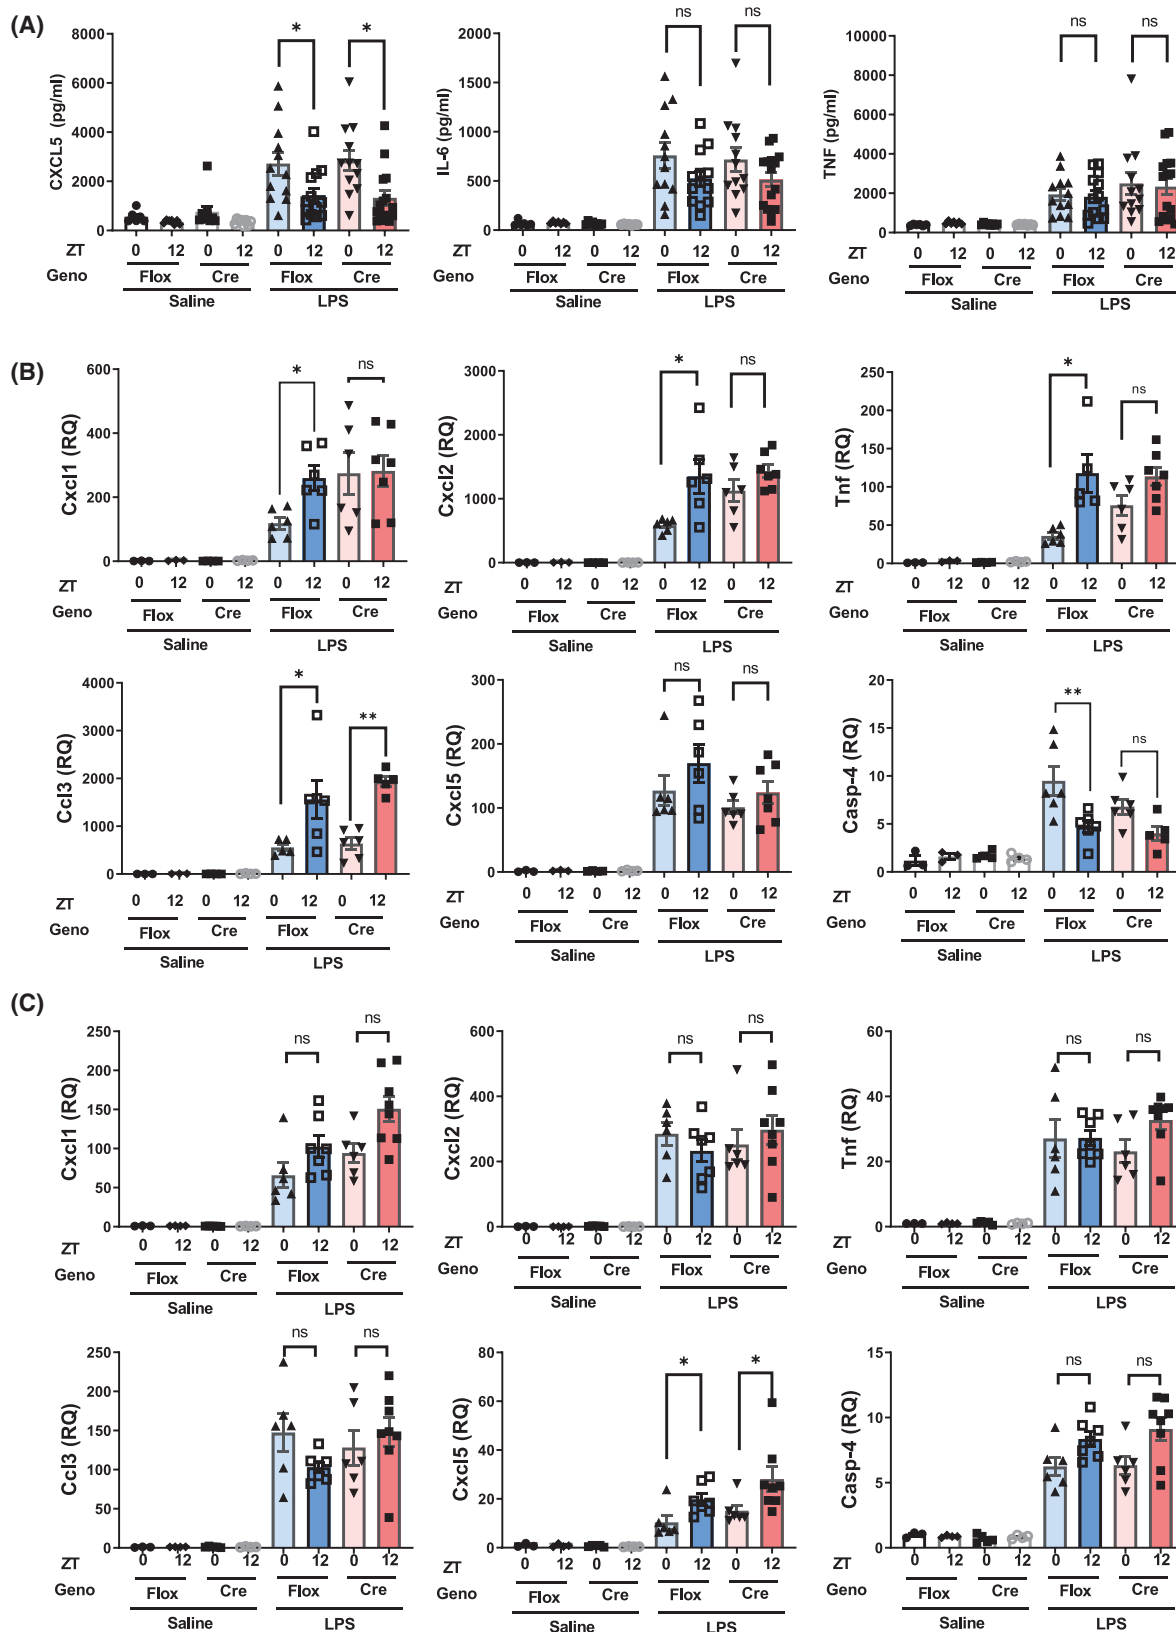 (A)
CXCL5 (pg/ml)
8000
6000
4000
2000
0
* *
ZT 0 12 0 12 0 12 0 12
Geno Flox Cre Flox Cre
Saline LPS
IL-6 (pg/ml)
2000
1500
1000
500
0
ns ns
0 12 0 12 0 12 0 12
Flox Cre Flox Cre
Saline LPS
TNF (pg/ml)
10000
8000
6000
4000
2000
0
ns ns
0 12 0 12 0 12 0 12
Flox Cre Flox Cre
Saline LPS
(B)
Cxcl1 (RQ)
600
400
200
0
* ns
ZT 0 12 0 12 0 12 0 12
Geno Flox Cre Flox Cre
Saline LPS
Cxcl2 (RQ)
3000
2000
1000
0
* ns
ZT 0 12 0 12 0 12 0 12
Geno Flox Cre Flox Cre
Saline LPS
Tnf (RQ)
250
200
150
100
50
0
* ns
ZT 0 12 0 12 0 12 0 12
Geno Flox Cre Flox Cre
Saline LPS
Ccl3 (RQ)
4000
3000
2000
1000
0
* **
ZT 0 12 0 12 0 12 0 12
Geno Flox Cre Flox Cre
Saline LPS
Cxcl5 (RQ)
300
200
100
0
ns ns
ZT 0 12 0 12 0 12 0 12
Geno Flox Cre Flox Cre
Saline LPS
Casp-4 (RQ)
20
15
10
5
0
** ns
ZT 0 12 0 12 0 12 0 12
Geno Flox Cre Flox Cre
Saline LPS
(C)
Cxcl1 (RQ)
250
200
150
100
50
0
ns ns
ZT 0 12 0 12 0 12 0 12
Geno Flox Cre Flox Cre
Saline LPS
Cxcl2 (RQ)
600
400
200
0
ns ns
ZT 0 12 0 12 0 12 0 12
Geno Flox Cre Flox Cre
Saline LPS
Tnf (RQ)
60
40
20
0
ns ns
ZT 0 12 0 12 0 12 0 12
Geno Flox Cre Flox Cre
Saline LPS
Ccl3 (RQ)
250
200
150
100
50
0
ns ns
ZT 0 12 0 12 0 12 0 12
Geno Flox Cre Flox Cre
Saline LPS
Cxcl5 (RQ)
80
60
40
20
0
* *
ZT 0 12 0 12 0 12 0 12
Geno Flox Cre Flox Cre
Saline LPS
Casp-4 (RQ)
15
10
5
0
ns ns
ZT 0 12 0 12 0 12 0 12
Geno Flox Cre Flox Cre
Saline LPS